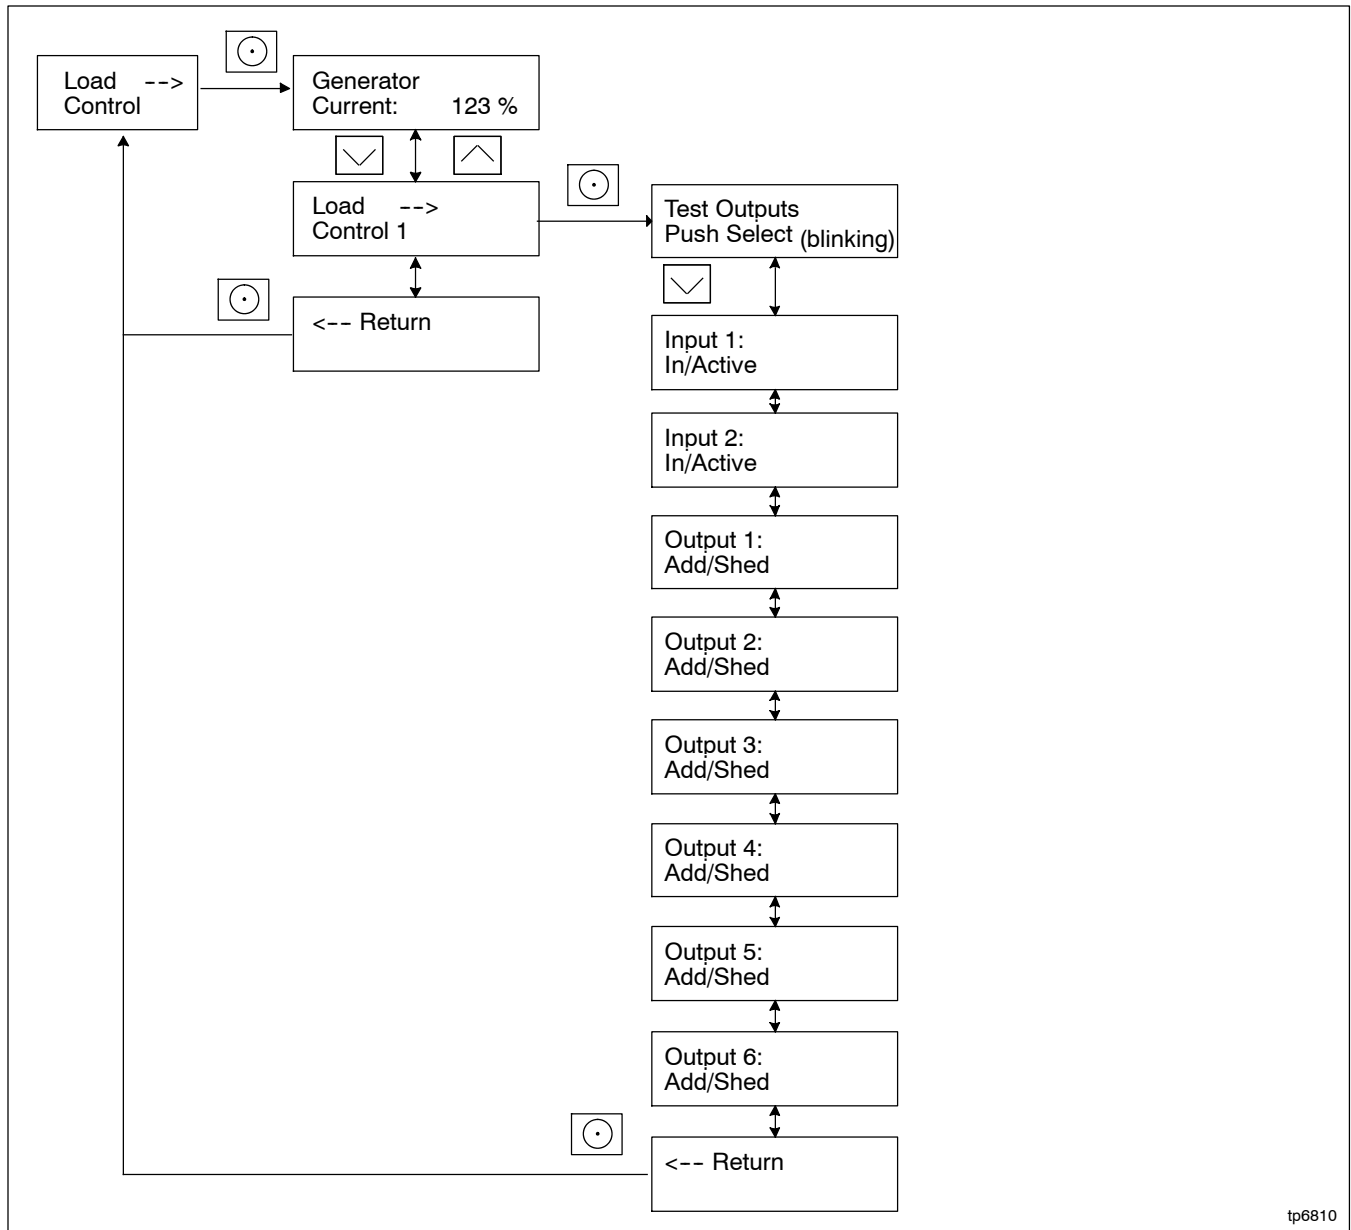 Load -->
Control
Generator
Current: 123 %
Load -->
Control 1
<-- Return
Test Outputs
Push Select (blinking)
Input 1:
In/Active
Input 2:
In/Active
Output 1:
Add/Shed
Output 2:
Add/Shed
Output 3:
Add/Shed
Output 4:
Add/Shed
Output 5:
Add/Shed
Output 6:
Add/Shed
<-- Return
tp6810